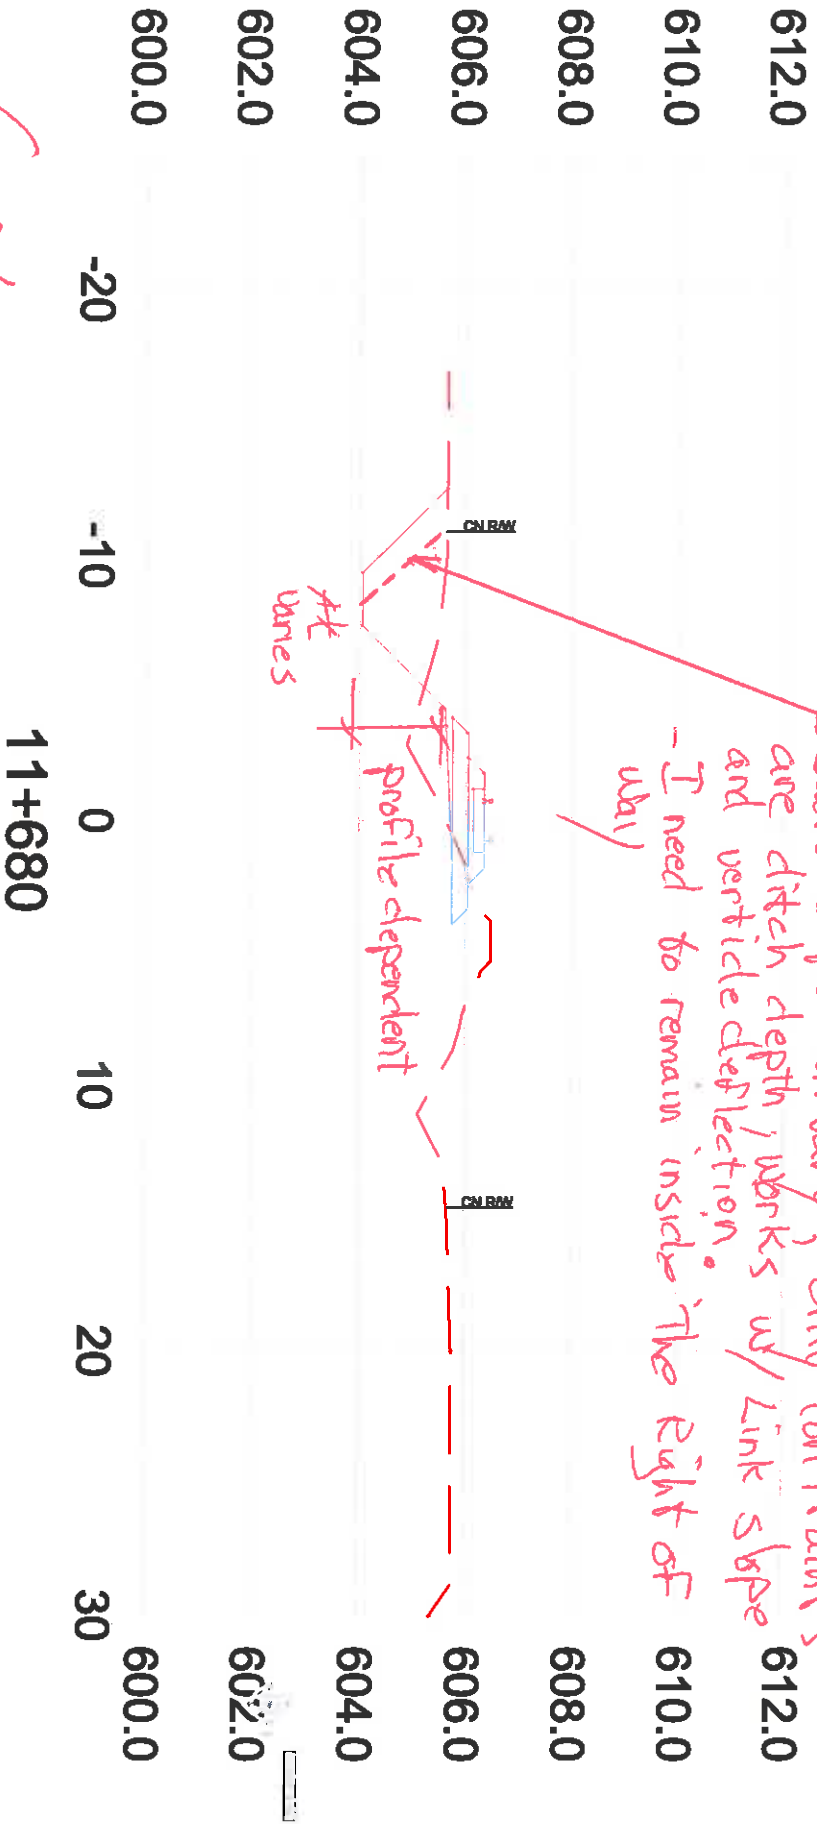 are ditch depth, works w/ Link slope
and verticle deflection.
- I need to remain inside The Right of
way
612.0
610.0
608.0
606.0
604.0
602.0
600.0
612.0
610.0
608.0
606.0
604.0
602.0
600.0
CN R/W
CN R/W
varies
profile dependent
-20
-10
0
10
20
30
11+680